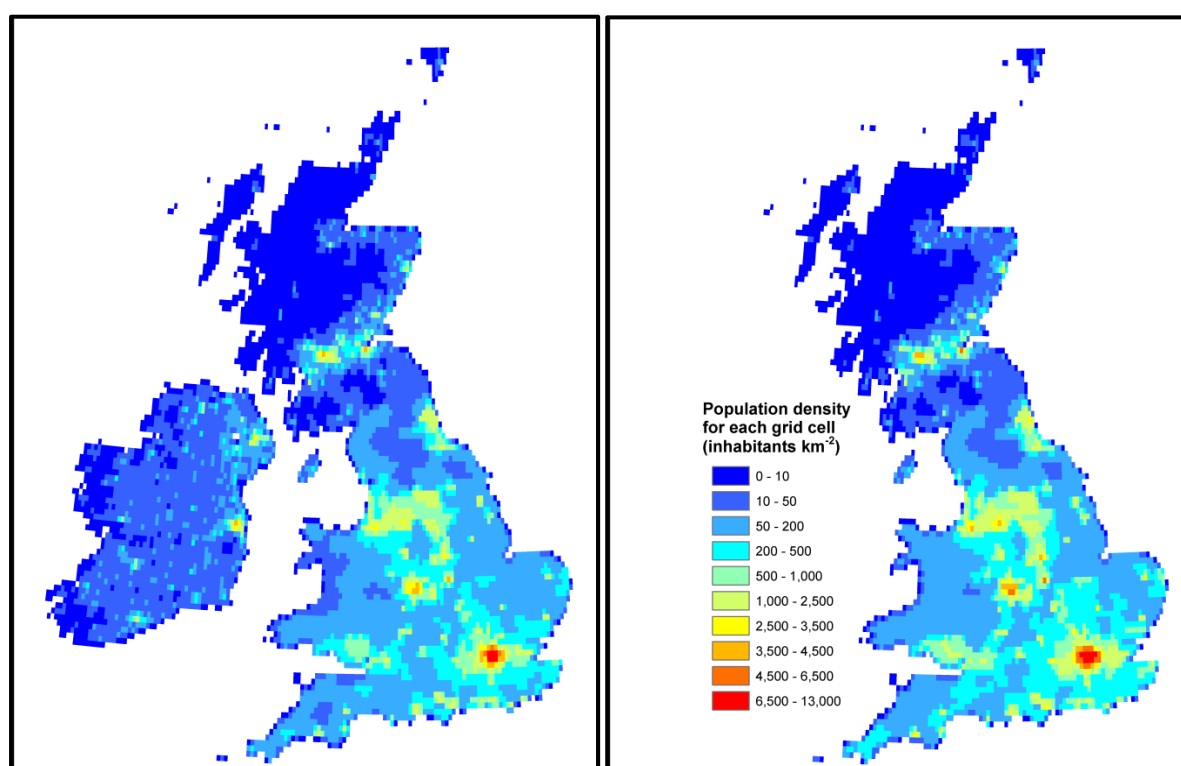 Population density
for each grid cell
(inhabitants km-2)
0 - 10
10 - 50
50 - 200
200 - 500
500 - 1,000
1,000 - 2,500
2,500 - 3,500
3,500 - 4,500
4,500 - 6,500
6,500 - 13,000